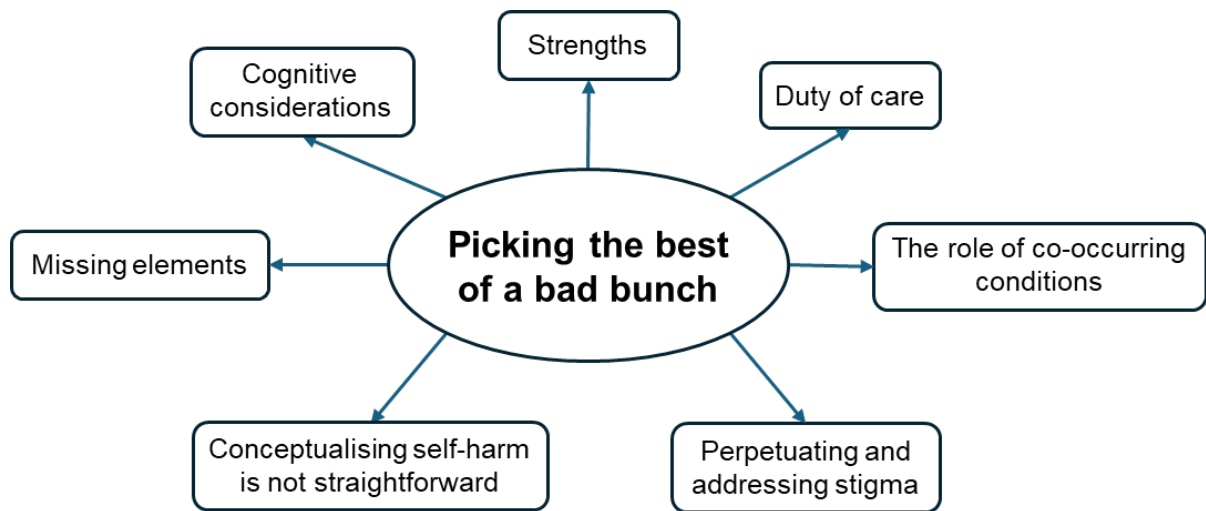 Strengths
Cognitive
considerations
Duty of care
Picking the best
of a bad bunch
Missing elements
The role of co-occurring
conditions
Conceptualising self-harm
is not straightforward
Perpetuating and
addressing stigma